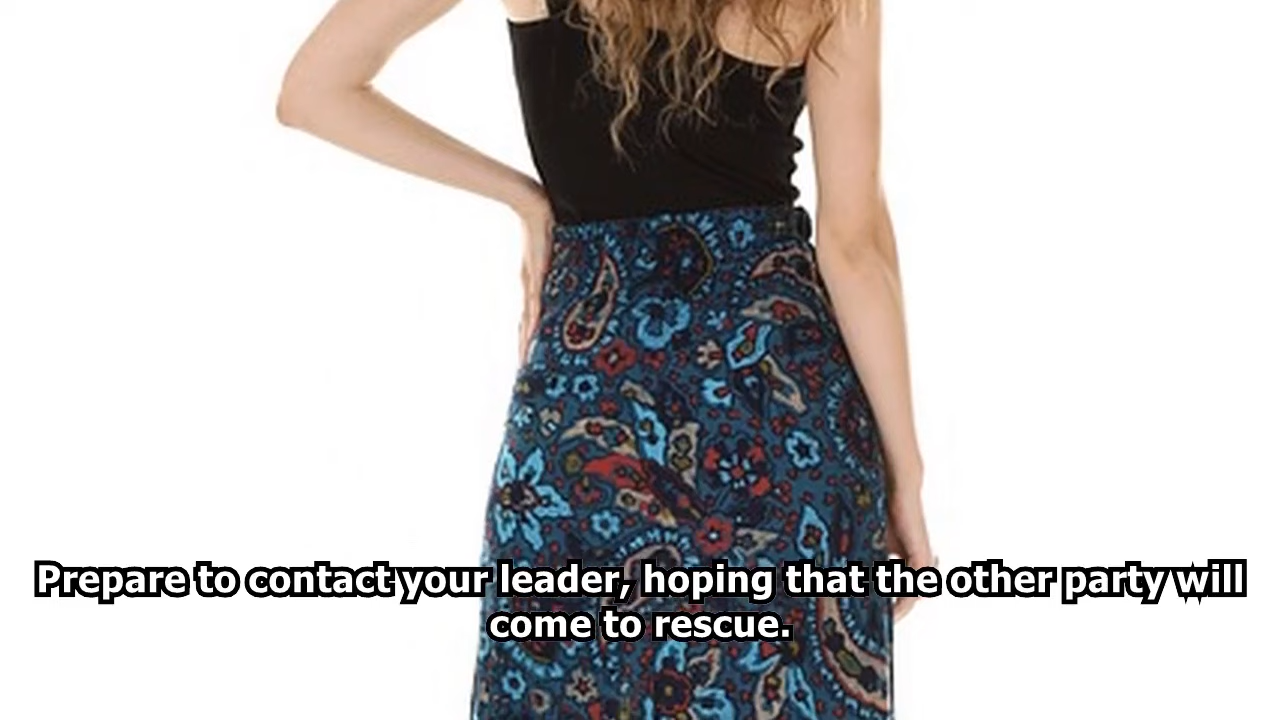 Prepare to contact your leader, hoping that the other party will
come to rescue.